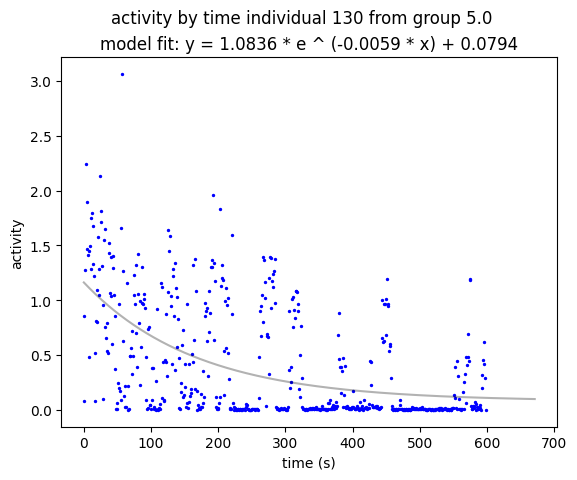 activity by time individual 130 from group 5.0
model fit: y = 1.0836 * e ^ (-0.0059 * x) + 0.0794
3.0
2.5
2.0
1.5
1.0
0.5
0.0
activity
0 100 200 300 400 500 600 700
time (s)